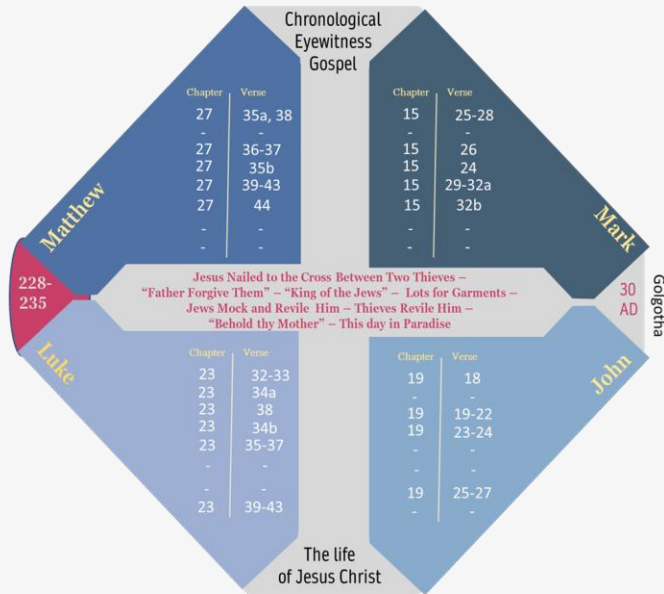 Chronological
Eyewitness
Gospel
Matthew
Chapter Verse
27 35a, 38
- -
27 36-37
27 35b
27 39-43
27 44
- -
- -
Mark
Chapter Verse
15 25-28
- -
15 26
15 24
15 29-32a
15 32b
- -
- -
228-
235
Jesus Nailed to the Cross Between Two Thieves –
“Father Forgive Them” – “King of the Jews” – Lots for Garments –
Jews Mock and Revile Him – Thieves Revile Him –
“Behold thy Mother” – This day in Paradise
30
AD
Golgotha
Luke
Chapter Verse
23 32-33
23 34a
23 38
23 34b
23 35-37
- -
- -
23 39-43
John
Chapter Verse
19 18
- -
19 19-22
19 23-24
- -
- -
19 25-27
- -
The life
of Jesus Christ